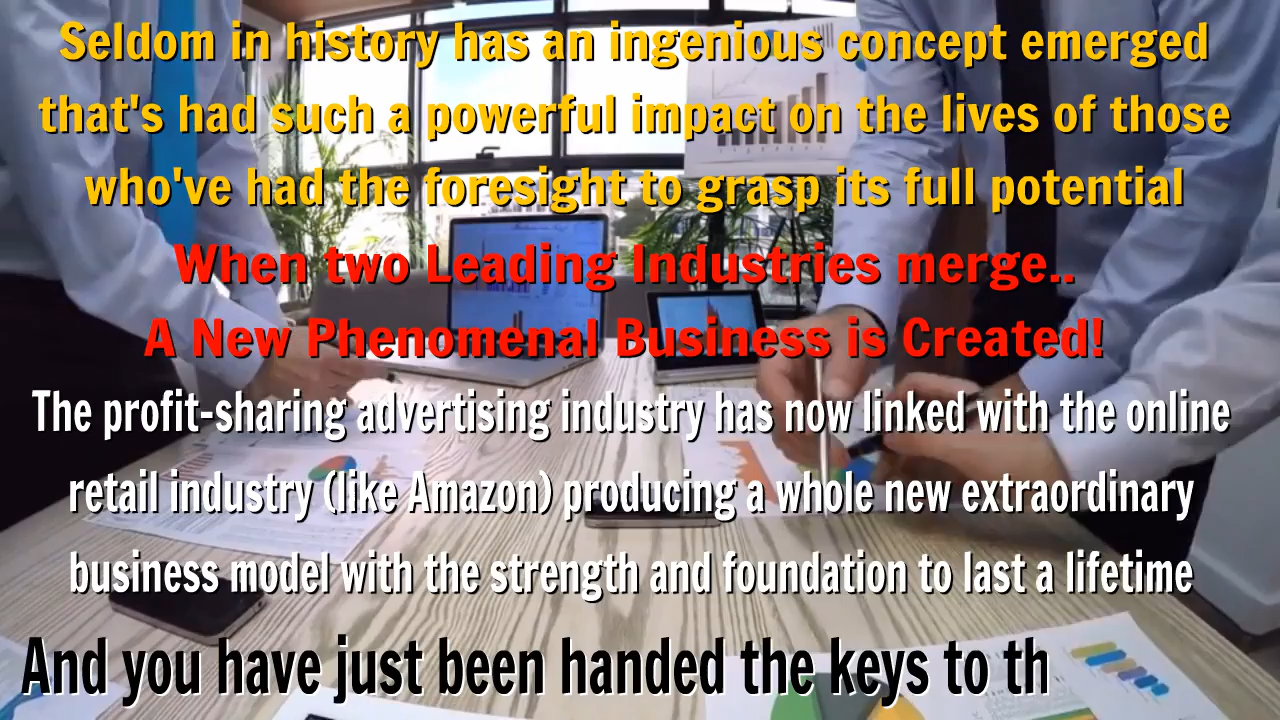 Seldom in history has an ingenious concept emerged
that's had such a powerful impact on the lives of those
who've had the foresight to grasp its full potential
When two Leading Industries merge..
A New Phenomenal Business is Created!
The profit-sharing advertising industry has now linked with the online
retail industry (like Amazon) producing a whole new extraordinary
business model with the strength and foundation to last a lifetime
And you have just been handed the keys to th